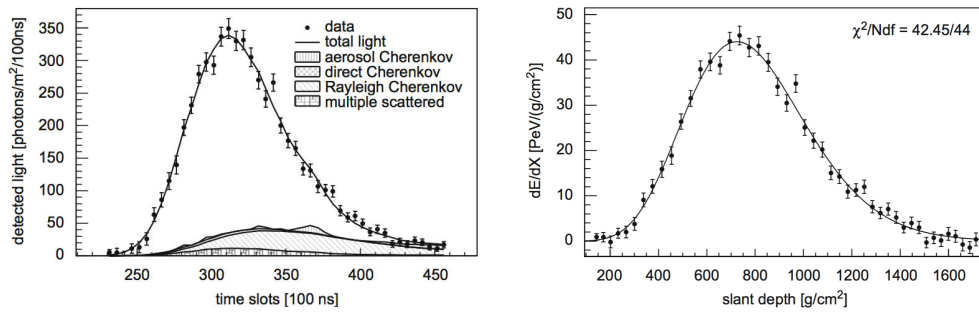 detected light [photons/m²/100ns]
350
300
250
200
150
100
50
0
data
total light
aerosol Cherenkov
direct Cherenkov
Rayleigh Cherenkov
multiple scattered
250 300 350 400 450
time slots [100 ns]
dE/dX [PeV/(g/cm²)]
50
40
30
20
10
0
χ²/Ndf = 42.45/44
200 400 600 800 1000 1200 1400 1600
slant depth [g/cm²]